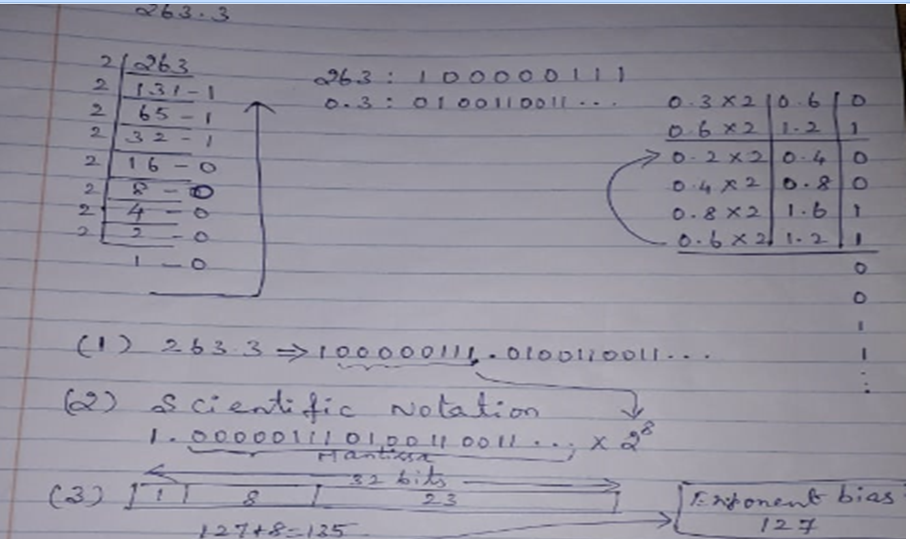 263.3
2 263
2 131-1
2 65-1
2 32-1
2 16-0
2 8-0
2 4-0
2 2-0
1-0
263: 100000111
0.3: 0100110011...
0.3×2 0.6 0
0.6×2 1.2 1
0.2×2 0.4 0
0.4×2 0.8 0
0.8×2 1.6 1
0.6×2 1.2 1
0
0
1
1
:
(1) 263.3 ⇒ 100000111.0100110011...
(2) Scientific Notation
1.000001110100110011... × 2^8
Mantissa
32 bits
(3) 1 8 23
127+8=135
Exponent bias
127